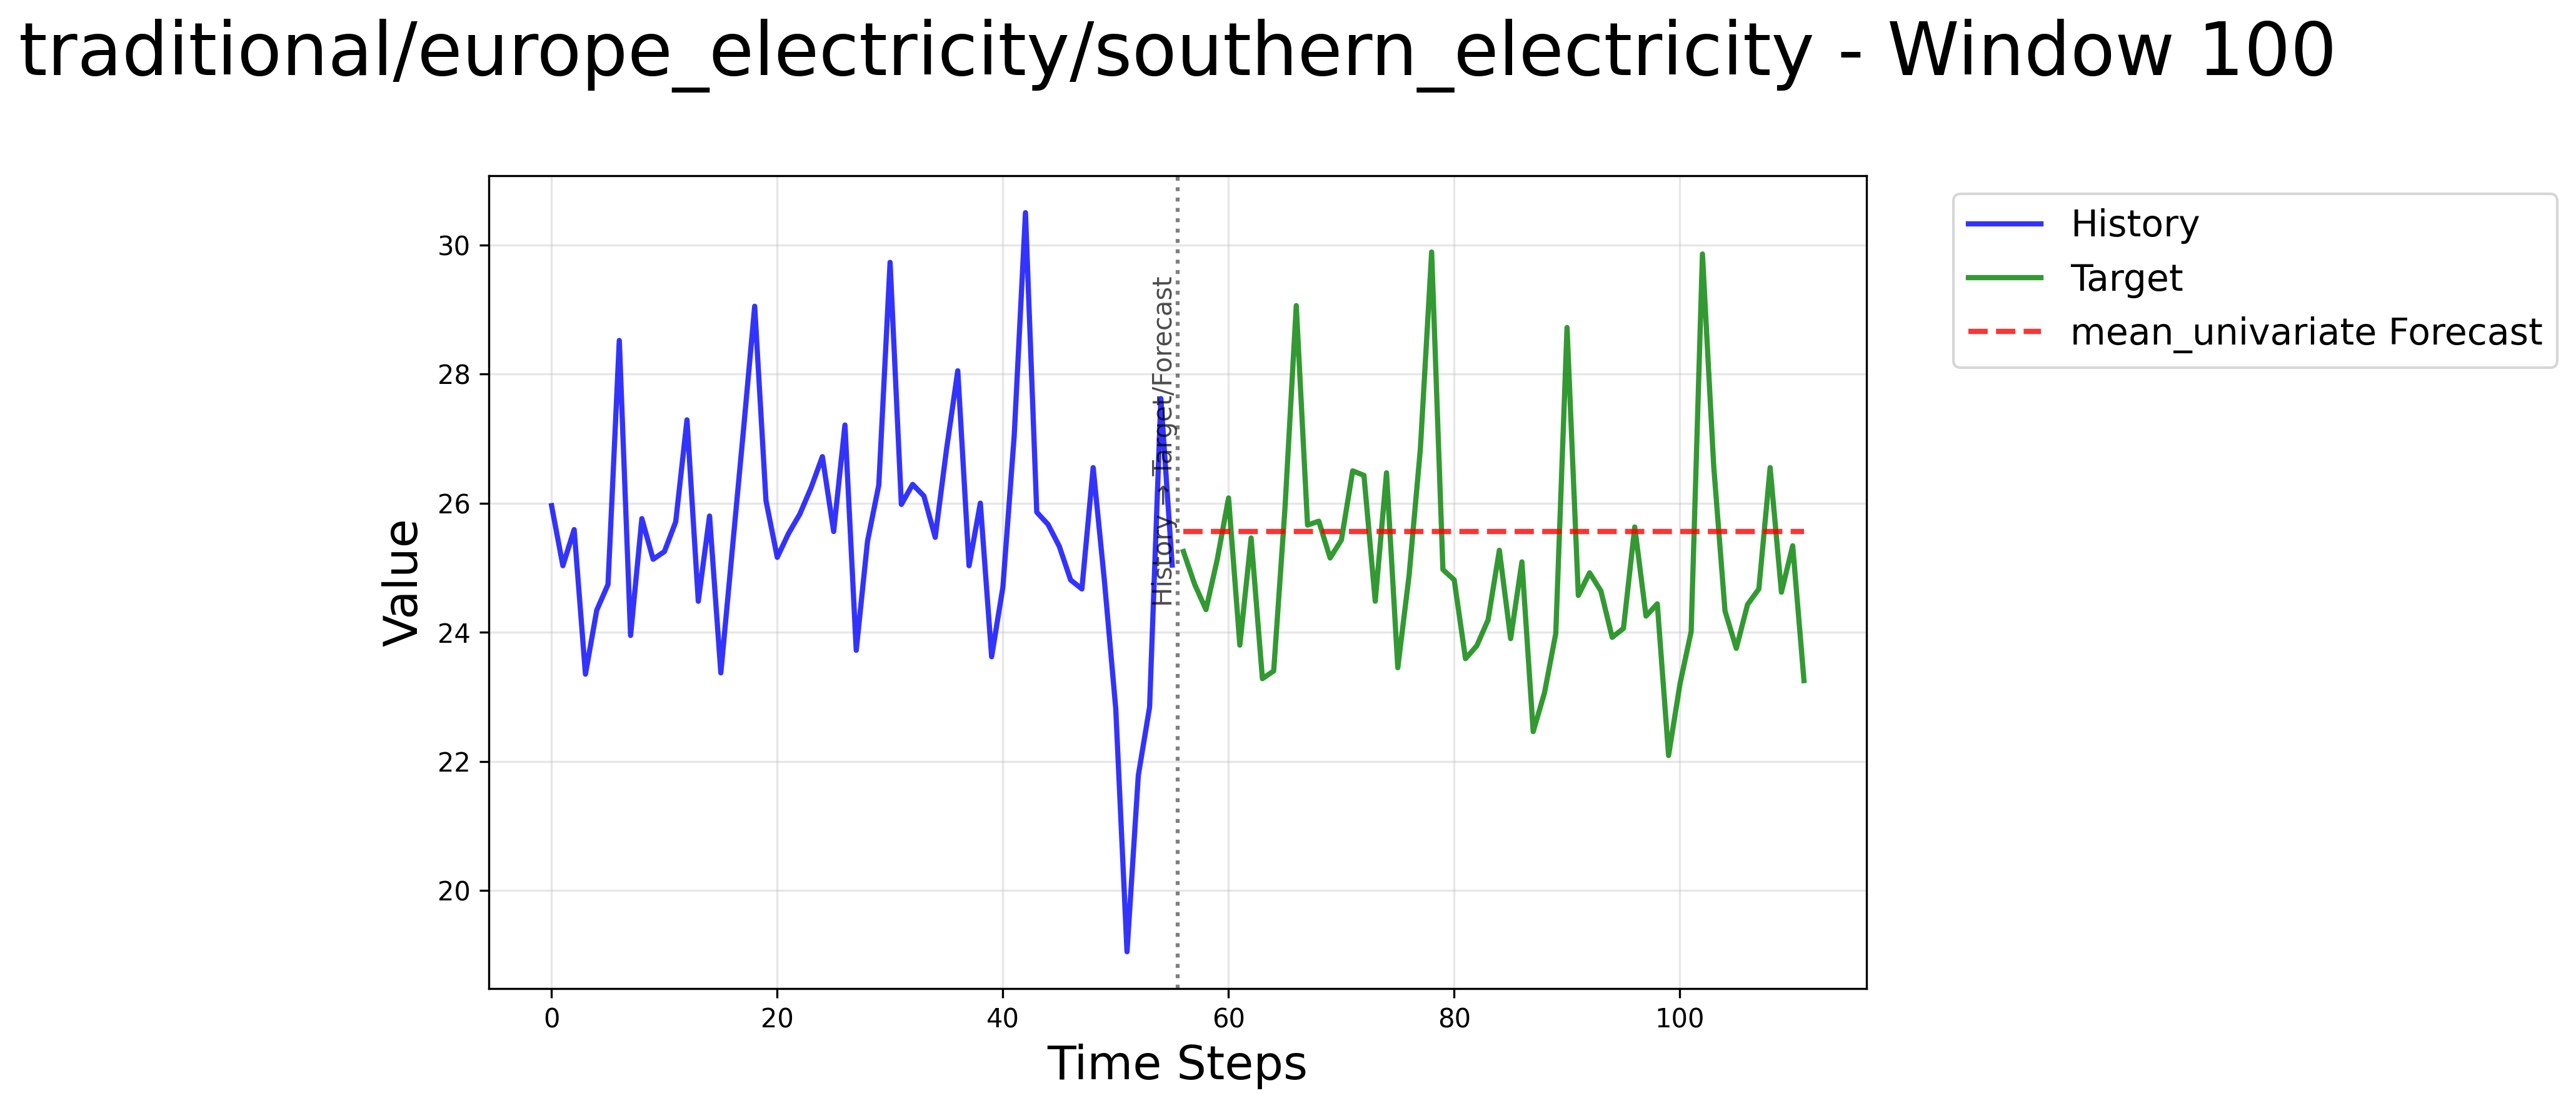 traditional/europe_electricity/southern_electricity - Window 100
History
Target
mean_univariate Forecast
History→Target/Forecast
Value
30
28
26
24
22
20
0
20
40
60
80
100
Time Steps